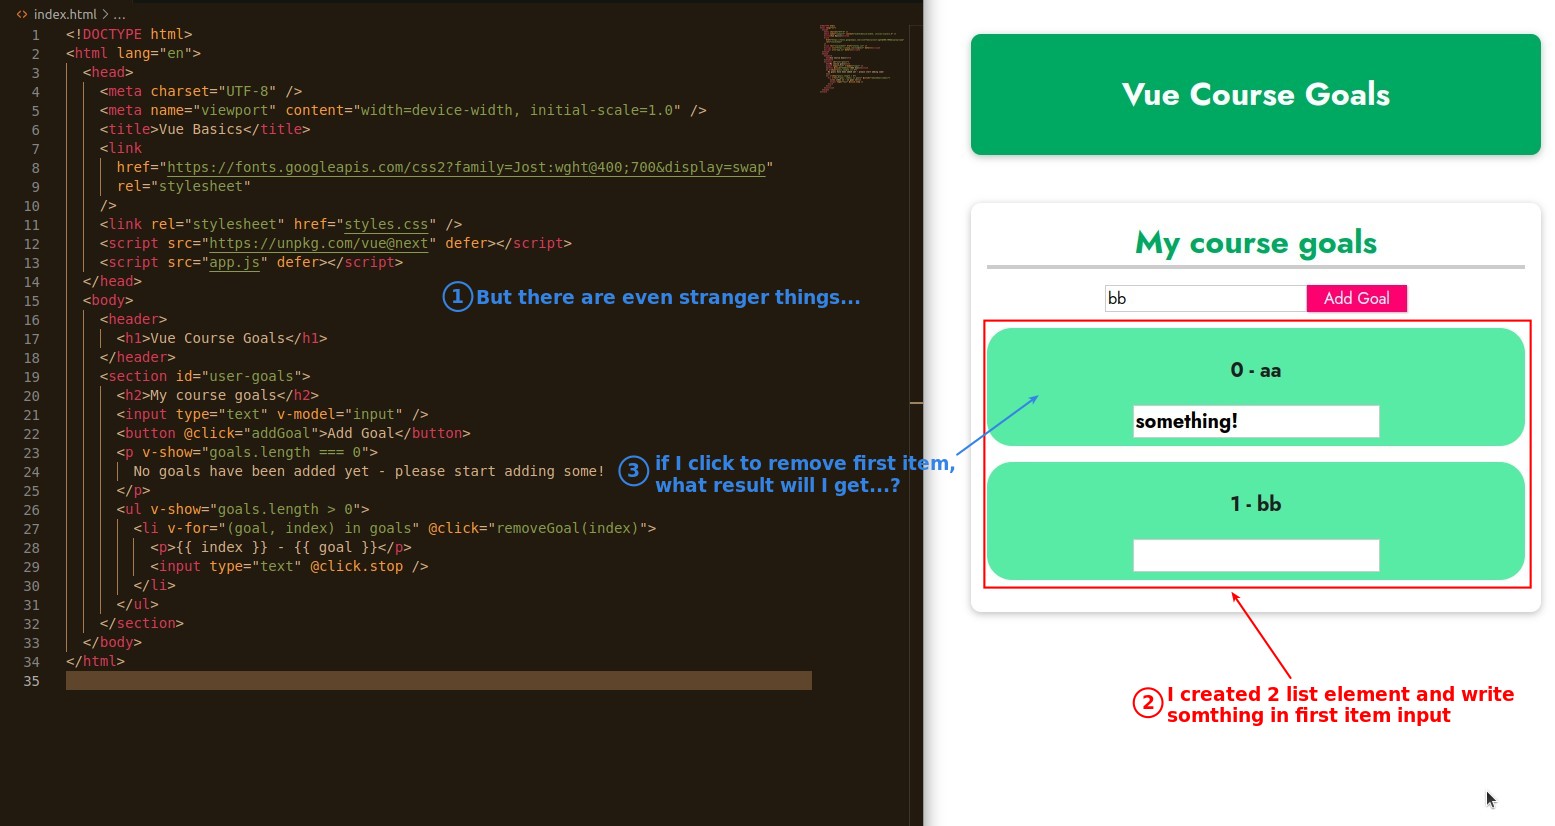 <> index.html > ...
1 <!DOCTYPE html>
2 <html lang="en">
3 <head>
4 <meta charset="UTF-8" />
5 <meta name="viewport" content="width=device-width, initial-scale=1.0" />
6 <title>Vue Basics</title>
7 <link
8 href="https://fonts.googleapis.com/css2?family=Jost:wght@400;700&display=swap"
9 rel="stylesheet"
10 />
11 <link rel="stylesheet" href="styles.css" />
12 <script src="https://unpkg.com/vue@next" defer></script>
13 <script src="app.js" defer></script>
14 </head>
15 <body>
16 <header>
17 <h1>Vue Course Goals</h1>
18 </header>
19 <section id="user-goals">
20 <h2>My course goals</h2>
21 <input type="text" v-model="input" />
22 <button @click="addGoal">Add Goal</button>
23 <p v-show="goals.length === 0">
24 No goals have been added yet - please start adding some!
25 </p>
26 <ul v-show="goals.length > 0">
27 <li v-for="(goal, index) in goals" @click="removeGoal(index)">
28 <p>{{ index }} - {{ goal }}</p>
29 <input type="text" @click.stop />
30 </li>
31 </ul>
32 </section>
33 </body>
34 </html>
35
1 But there are even stranger things...
3 if I click to remove first item,
what result will I get...?
Vue Course Goals
My course goals
bb Add Goal
0 - aa
something!
1 - bb
2 I created 2 list element and write
somthing in first item input